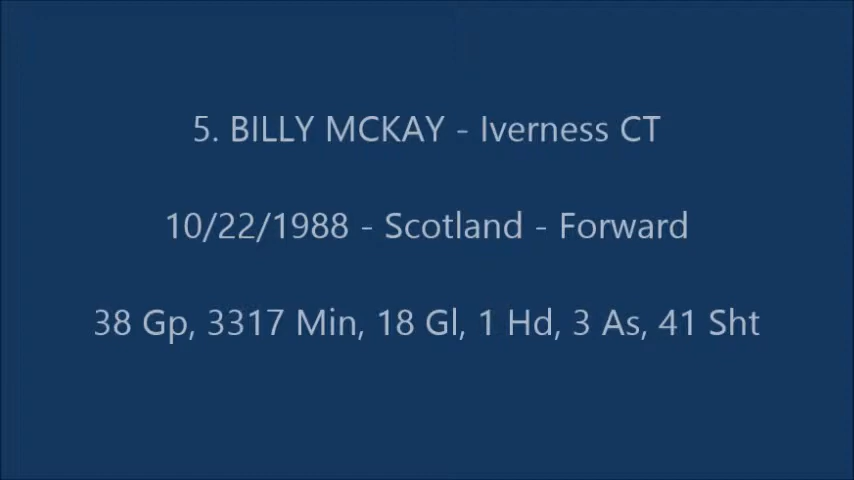 5. BILLY MCKAY - Iverness CT
10/22/1988 - Scotland - Forward
38 Gp, 3317 Min, 18 Gl, 1 Hd, 3 As, 41 Sht